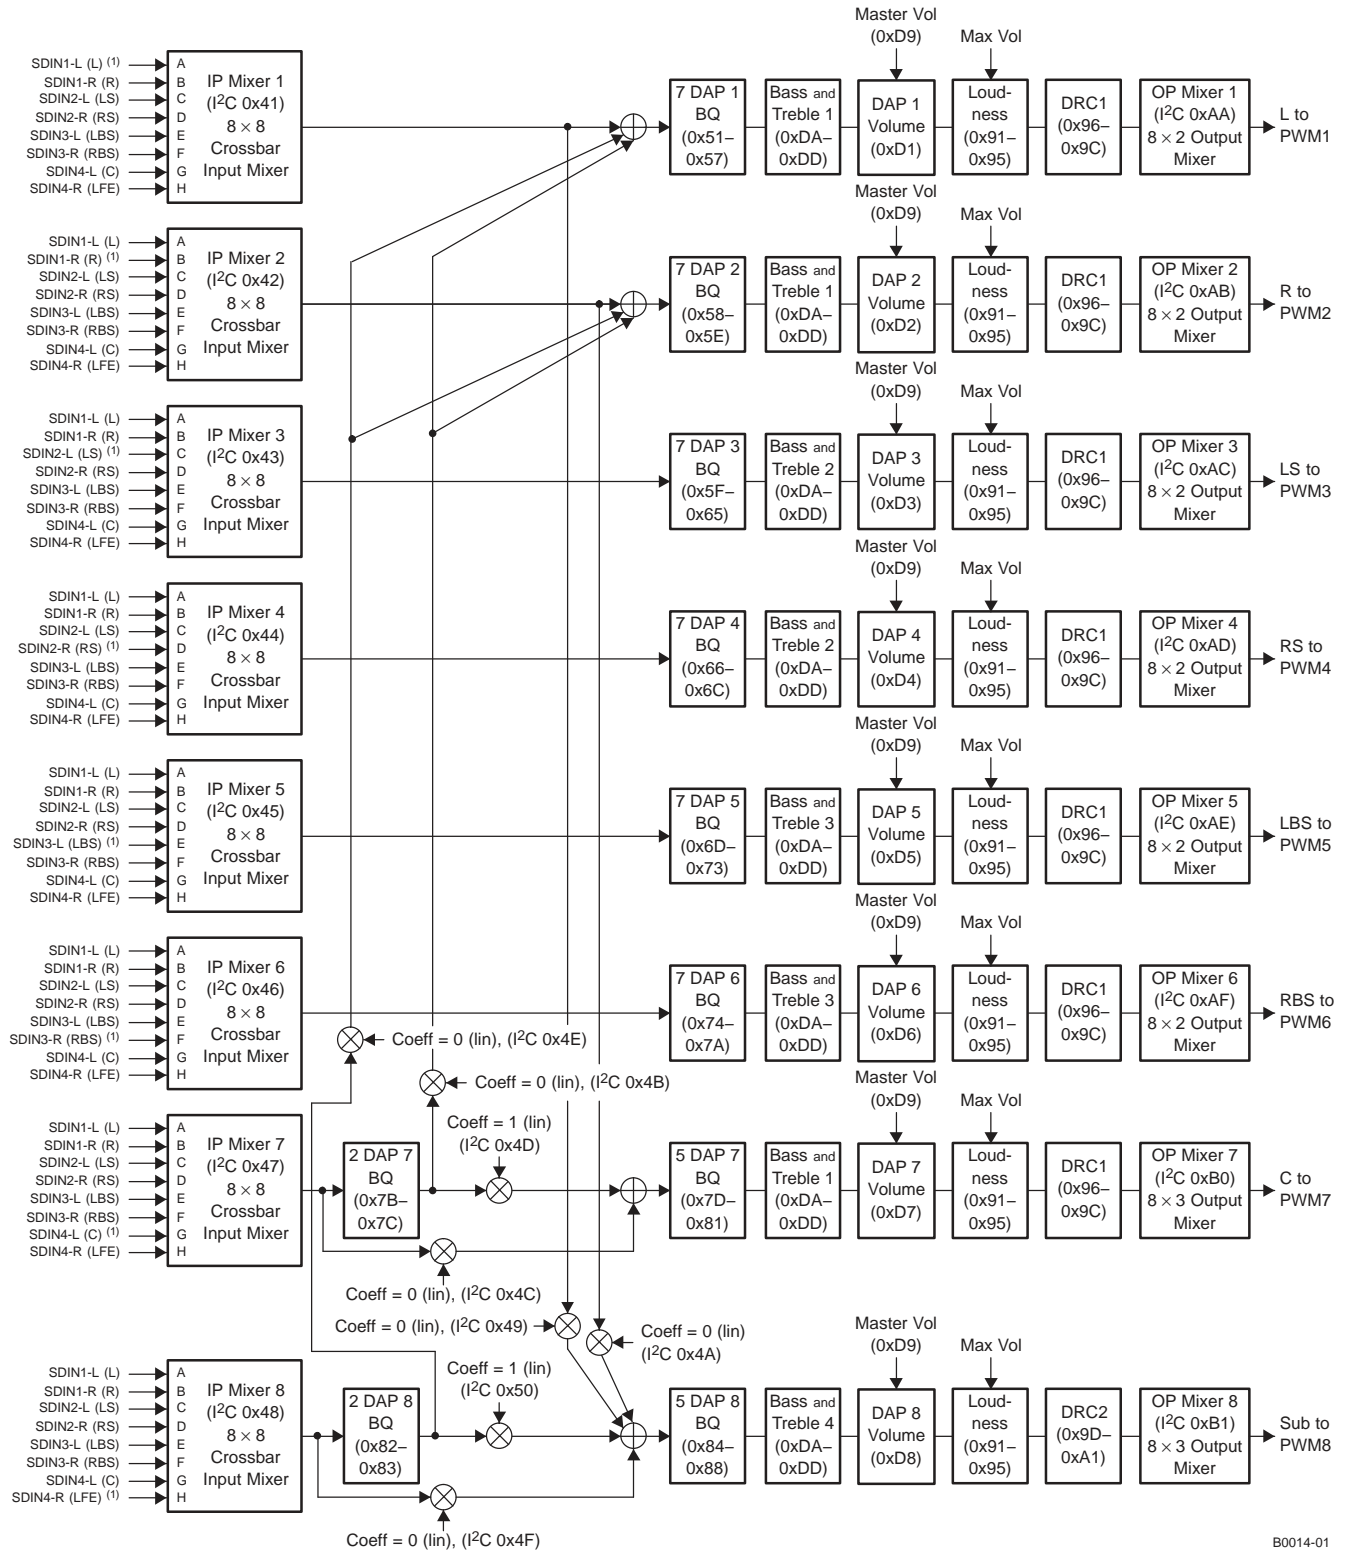 Master Vol
(0xD9)
Max Vol
SDIN1-L (L) (1)
SDIN1-R (R)
SDIN2-L (LS)
SDIN2-R (RS)
SDIN3-L (LBS)
SDIN3-R (RBS)
SDIN4-L (C)
SDIN4-R (LFE)
A
B
C
D
E
F
G
H
IP Mixer 1
(I2C 0x41)
8 × 8
Crossbar
Input Mixer
7 DAP 1
BQ
(0x51–
0x57)
Bass and
Treble 1
(0xDA–
0xDD)
DAP 1
Volume
(0xD1)
Loud-
ness
(0x91–
0x95)
DRC1
(0x96–
0x9C)
OP Mixer 1
(I2C 0xAA)
8 × 2 Output
Mixer
L to
PWM1
Master Vol
(0xD9)
Max Vol
SDIN1-L (L)
SDIN1-R (R) (1)
SDIN2-L (LS)
SDIN2-R (RS)
SDIN3-L (LBS)
SDIN3-R (RBS)
SDIN4-L (C)
SDIN4-R (LFE)
A
B
C
D
E
F
G
H
IP Mixer 2
(I2C 0x42)
8 × 8
Crossbar
Input Mixer
7 DAP 2
BQ
(0x58–
0x5E)
Bass and
Treble 1
(0xDA–
0xDD)
DAP 2
Volume
(0xD2)
Loud-
ness
(0x91–
0x95)
DRC1
(0x96–
0x9C)
OP Mixer 2
(I2C 0xAB)
8 × 2 Output
Mixer
R to
PWM2
Master Vol
(0xD9)
Max Vol
SDIN1-L (L)
SDIN1-R (R)
SDIN2-L (LS) (1)
SDIN2-R (RS)
SDIN3-L (LBS)
SDIN3-R (RBS)
SDIN4-L (C)
SDIN4-R (LFE)
A
B
C
D
E
F
G
H
IP Mixer 3
(I2C 0x43)
8 × 8
Crossbar
Input Mixer
7 DAP 3
BQ
(0x5F–
0x65)
Bass and
Treble 2
(0xDA–
0xDD)
DAP 3
Volume
(0xD3)
Loud-
ness
(0x91–
0x95)
DRC1
(0x96–
0x9C)
OP Mixer 3
(I2C 0xAC)
8 × 2 Output
Mixer
LS to
PWM3
Master Vol
(0xD9)
Max Vol
SDIN1-L (L)
SDIN1-R (R)
SDIN2-L (LS)
SDIN2-R (RS) (1)
SDIN3-L (LBS)
SDIN3-R (RBS)
SDIN4-L (C)
SDIN4-R (LFE)
A
B
C
D
E
F
G
H
IP Mixer 4
(I2C 0x44)
8 × 8
Crossbar
Input Mixer
7 DAP 4
BQ
(0x66–
0x6C)
Bass and
Treble 2
(0xDA–
0xDD)
DAP 4
Volume
(0xD4)
Loud-
ness
(0x91–
0x95)
DRC1
(0x96–
0x9C)
OP Mixer 4
(I2C 0xAD)
8 × 2 Output
Mixer
RS to
PWM4
Master Vol
(0xD9)
Max Vol
SDIN1-L (L)
SDIN1-R (R)
SDIN2-L (LS)
SDIN2-R (RS)
SDIN3-L (LBS) (1)
SDIN3-R (RBS)
SDIN4-L (C)
SDIN4-R (LFE)
A
B
C
D
E
F
G
H
IP Mixer 5
(I2C 0x45)
8 × 8
Crossbar
Input Mixer
7 DAP 5
BQ
(0x6D–
0x73)
Bass and
Treble 3
(0xDA–
0xDD)
DAP 5
Volume
(0xD5)
Loud-
ness
(0x91–
0x95)
DRC1
(0x96–
0x9C)
OP Mixer 5
(I2C 0xAE)
8 × 2 Output
Mixer
LBS to
PWM5
Master Vol
(0xD9)
Max Vol
SDIN1-L (L)
SDIN1-R (R)
SDIN2-L (LS)
SDIN2-R (RS)
SDIN3-L (LBS)
SDIN3-R (RBS) (1)
SDIN4-L (C)
SDIN4-R (LFE)
A
B
C
D
E
F
G
H
IP Mixer 6
(I2C 0x46)
8 × 8
Crossbar
Input Mixer
7 DAP 6
BQ
(0x74–
0x7A)
Bass and
Treble 3
(0xDA–
0xDD)
DAP 6
Volume
(0xD6)
Loud-
ness
(0x91–
0x95)
DRC1
(0x96–
0x9C)
OP Mixer 6
(I2C 0xAF)
8 × 2 Output
Mixer
RBS to
PWM6
Coeff = 0 (lin), (I2C 0x4E)
Coeff = 0 (lin), (I2C 0x4B)
Master Vol
(0xD9)
Max Vol
SDIN1-L (L)
SDIN1-R (R)
SDIN2-L (LS)
SDIN2-R (RS)
SDIN3-L (LBS)
SDIN3-R (RBS)
SDIN4-L (C) (1)
SDIN4-R (LFE)
A
B
C
D
E
F
G
H
IP Mixer 7
(I2C 0x47)
8 × 8
Crossbar
Input Mixer
2 DAP 7
BQ
(0x7B–
0x7C)
Coeff = 1 (lin)
(I2C 0x4D)
5 DAP 7
BQ
(0x7D–
0x81)
Bass and
Treble 1
(0xDA–
0xDD)
DAP 7
Volume
(0xD7)
Loud-
ness
(0x91–
0x95)
DRC1
(0x96–
0x9C)
OP Mixer 7
(I2C 0xB0)
8 × 3 Output
Mixer
C to
PWM7
Coeff = 0 (lin), (I2C 0x4C)
Coeff = 0 (lin), (I2C 0x49)
Coeff = 0 (lin)
(I2C 0x4A)
Master Vol
(0xD9)
Max Vol
SDIN1-L (L)
SDIN1-R (R)
SDIN2-L (LS)
SDIN2-R (RS)
SDIN3-L (LBS)
SDIN3-R (RBS)
SDIN4-L (C)
SDIN4-R (LFE) (1)
A
B
C
D
E
F
G
H
IP Mixer 8
(I2C 0x48)
8 × 8
Crossbar
Input Mixer
2 DAP 8
BQ
(0x82–
0x83)
Coeff = 1 (lin)
(I2C 0x50)
5 DAP 8
BQ
(0x84–
0x88)
Bass and
Treble 4
(0xDA–
0xDD)
DAP 8
Volume
(0xD8)
Loud-
ness
(0x91–
0x95)
DRC2
(0x9D–
0xA1)
OP Mixer 8
(I2C 0xB1)
8 × 3 Output
Mixer
Sub to
PWM8
Coeff = 0 (lin), (I2C 0x4F)
B0014-01